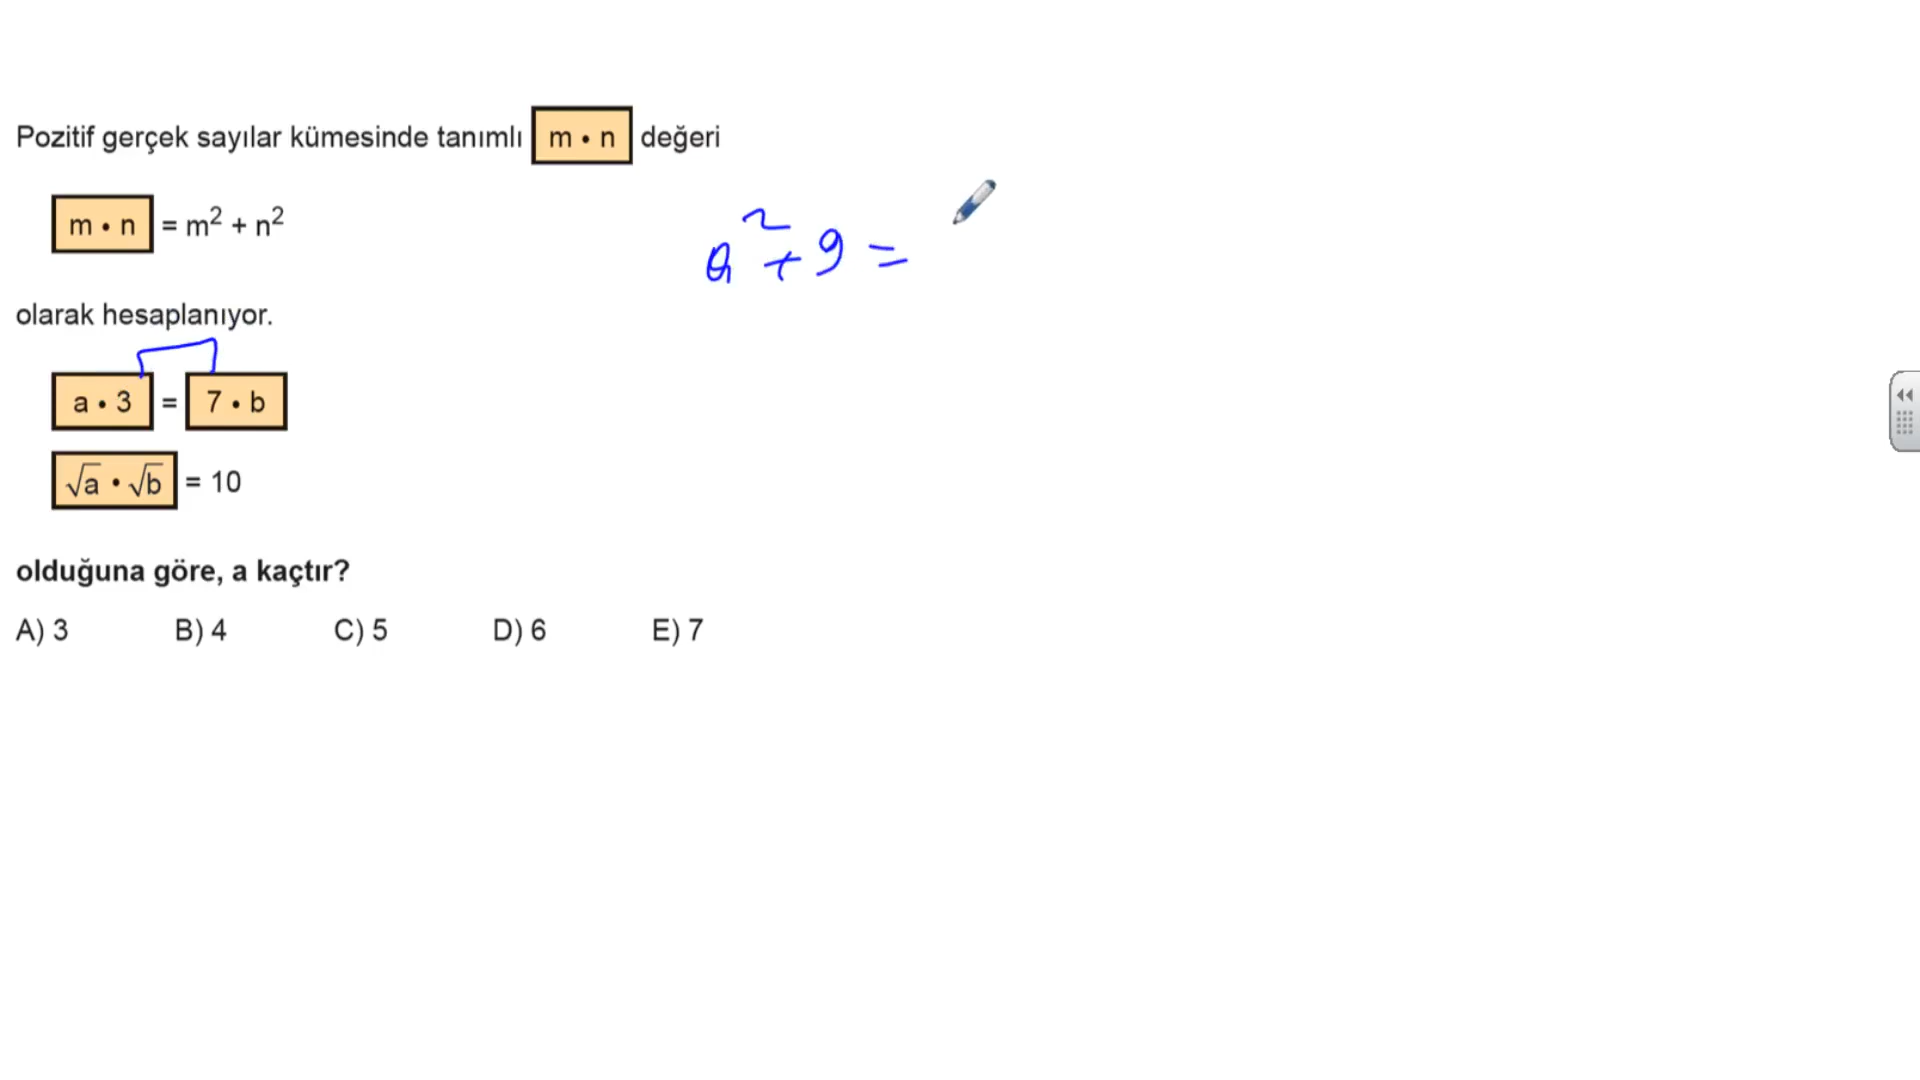 Pozitif gerçek sayılar kümesinde tanımlı m • n değeri
m • n = m² + n²
a² + 9 =
olarak hesaplanıyor.
a • 3 = 7 • b
√a • √b = 10
olduğuna göre, a kaçtır?
A) 3 B) 4 C) 5 D) 6 E) 7